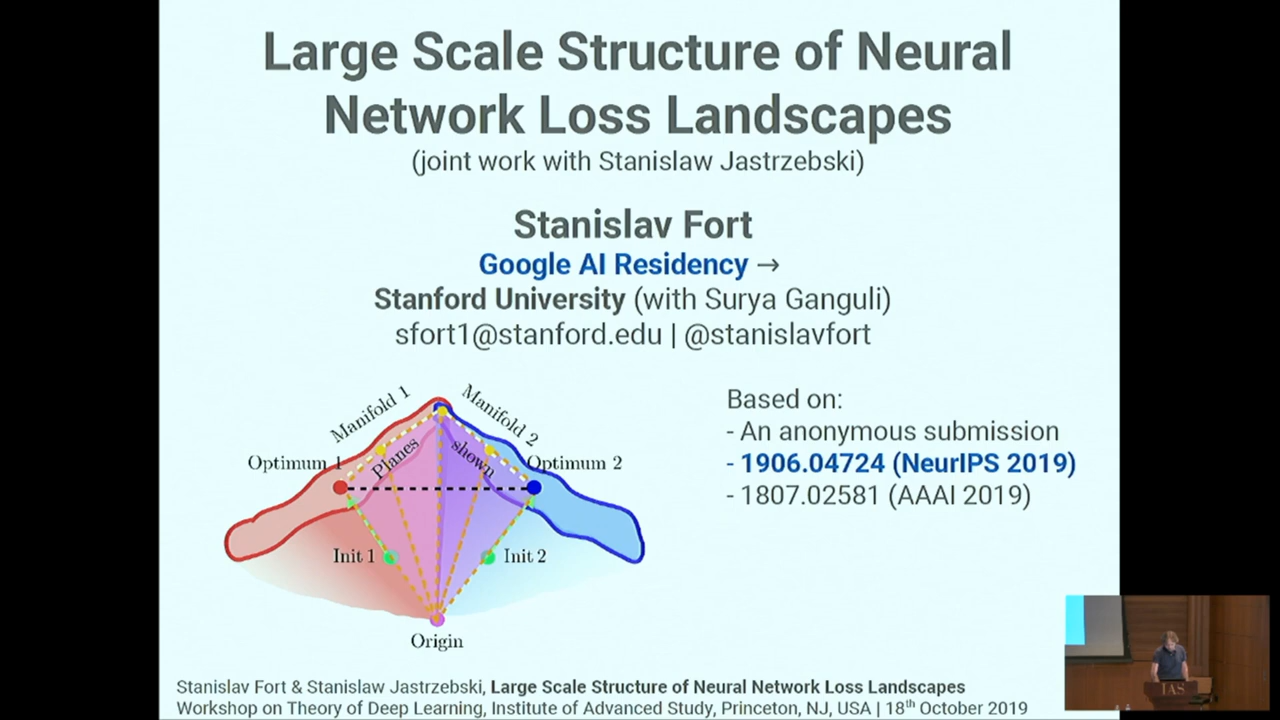 Large Scale Structure of Neural
Network Loss Landscapes
(joint work with Stanislaw Jastrzebski)
Stanislav Fort
Google AI Residency →
Stanford University (with Surya Ganguli)
sfort1@stanford.edu | @stanislavfort
Manifold 1
Manifold 2
Optimum 1
Planes
shown
Optimum 2
Init 1
Init 2
Origin
Based on:
- An anonymous submission
- 1906.04724 (NeurIPS 2019)
- 1807.02581 (AAAI 2019)
Stanislav Fort & Stanislaw Jastrzebski, Large Scale Structure of Neural Network Loss Landscapes
Workshop on Theory of Deep Learning, Institute of Advanced Study, Princeton, NJ, USA | 18th October 2019
IAS